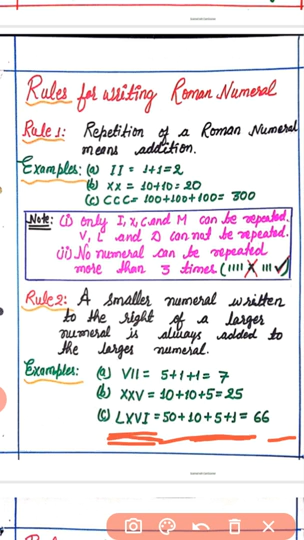 Rules for writing Roman Numeral
Rule 1: Repetition of a Roman Numeral
means addition.
Examples: (a) II = 1+1=2
(b) XX = 10+10=20
(c) CCC= 100+100+100= 300
Note: (i) only I, X, C and M can be repeated.
V, L and D can not be repeated.
(ii) No numeral can be repeated
more than 3 times (IIII X III ✓)
Rule 2: A smaller numeral written
to the right of a larger
numeral is always added to
the larges numeral.
Examples: (a) VII = 5+1+1= 7
(b) XXV = 10+10+5=25
(c) LXVI=50+10+5+1= 66